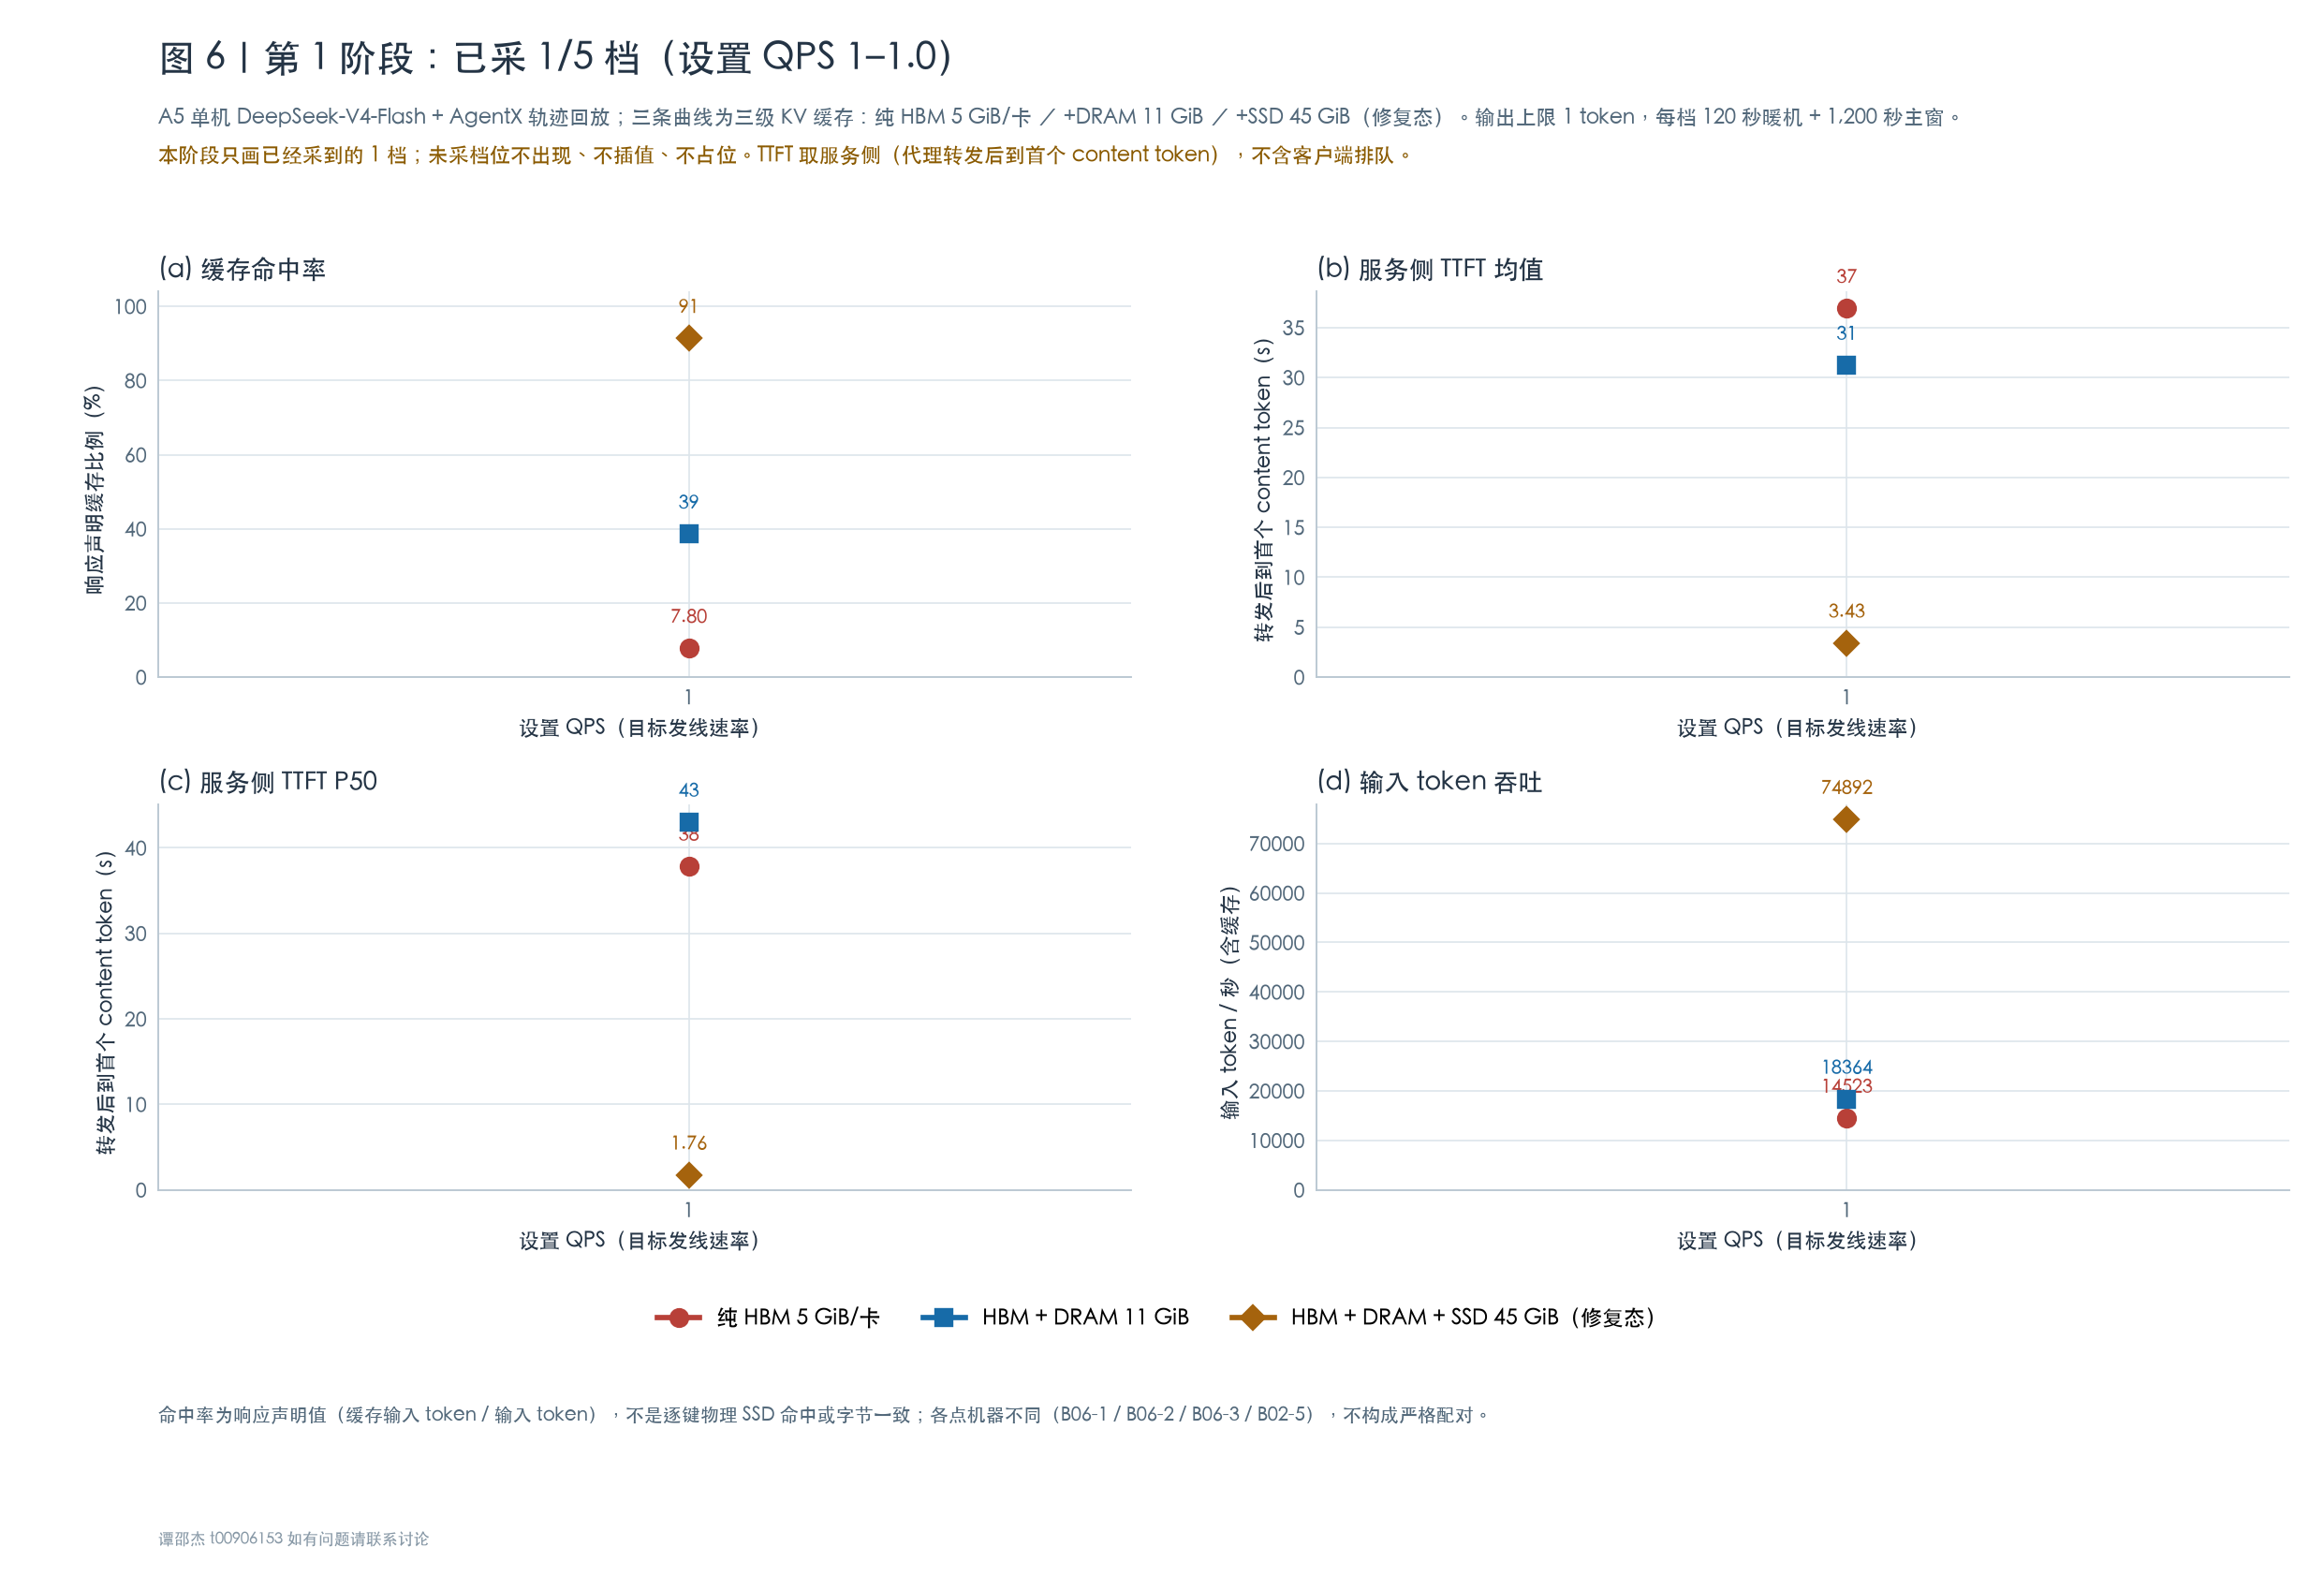 图 6丨第 1 阶段：已采 1/5 档（设置 QPS 1–1.0）
A5 单机 DeepSeek-V4-Flash + AgentX 轨迹回放；三条曲线为三级 KV 缓存：纯 HBM 5 GiB/卡 ／ +DRAM 11 GiB ／ +SSD 45 GiB（修复态）。输出上限 1 token，每档 120 秒暖机 + 1,200 秒主窗。
本阶段只画已经采到的 1 档；未采档位不出现、不插值、不占位。TTFT 取服务侧（代理转发后到首个 content token），不含客户端排队。
(a) 缓存命中率
响应声明缓存比例（%）
100
80
60
40
20
0
91
39
7.80
1
设置 QPS（目标发线速率）
(b) 服务侧 TTFT 均值
转发后到首个 content token（s）
35
30
25
20
15
10
5
0
37
31
3.43
1
设置 QPS（目标发线速率）
(c) 服务侧 TTFT P50
转发后到首个 content token（s）
40
30
20
10
0
43
38
1.76
1
设置 QPS（目标发线速率）
(d) 输入 token 吞吐
输入 token / 秒（含缓存）
70000
60000
50000
40000
30000
20000
10000
0
74892
18364
14523
1
设置 QPS（目标发线速率）
纯 HBM 5 GiB/卡
HBM + DRAM 11 GiB
HBM + DRAM + SSD 45 GiB（修复态）
命中率为响应声明值（缓存输入 token / 输入 token），不是逐键物理 SSD 命中或字节一致；各点机器不同（B06-1 / B06-2 / B06-3 / B02-5），不构成严格配对。
谭邵杰 t00906153 如有问题请联系讨论